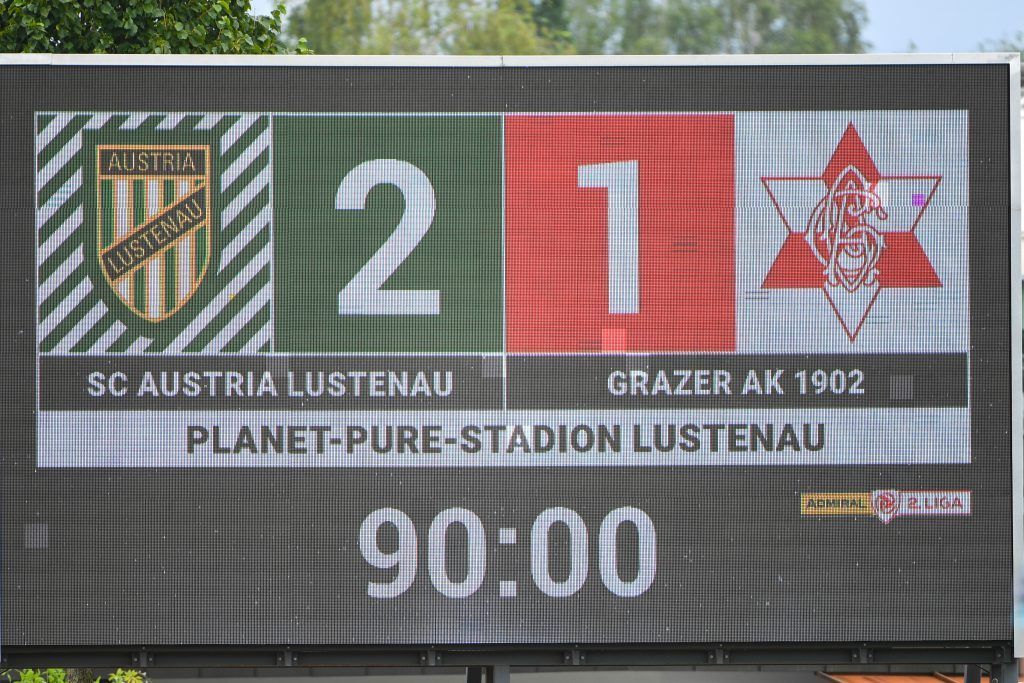 AUSTRIA
LUSTENAU
2
1
SC AUSTRIA LUSTENAU
GRAZER AK 1902
PLANET-PURE-STADION LUSTENAU
ADMIRAL 2. LIGA
90:00